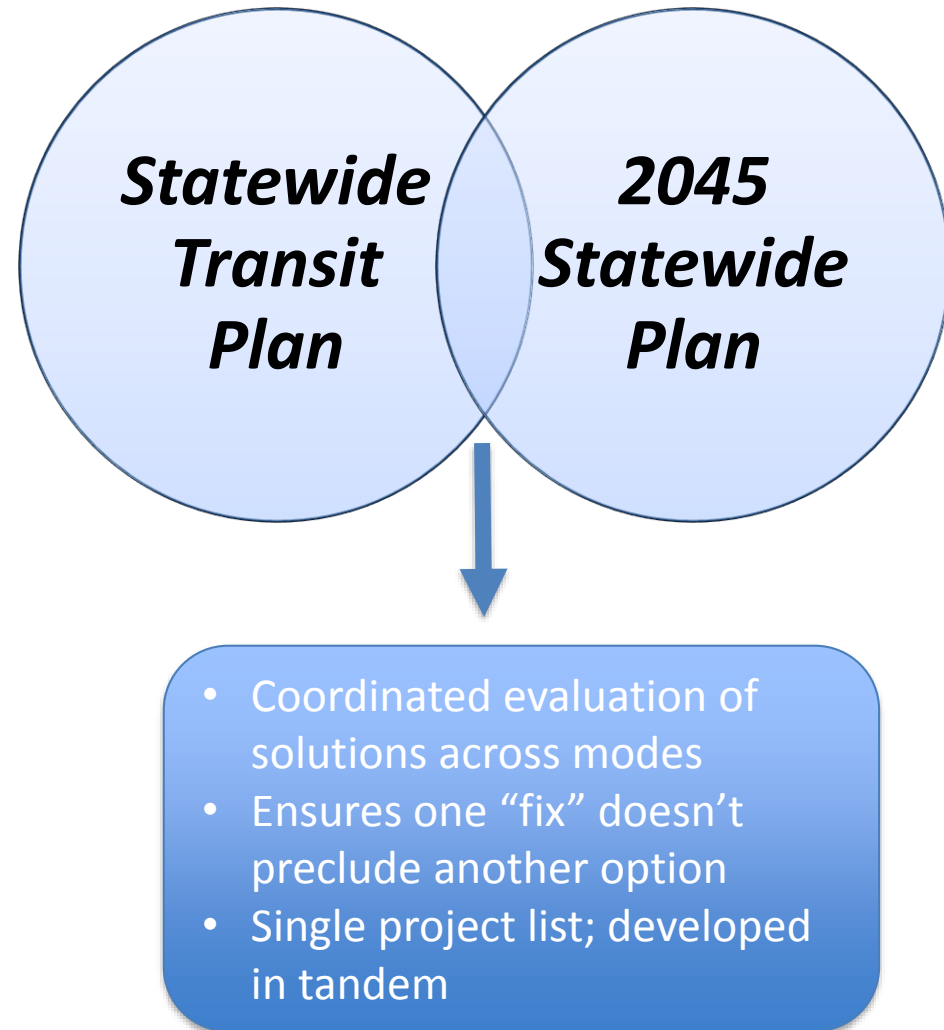 Statewide
Transit
Plan
2045
Statewide
Plan
• Coordinated evaluation of
solutions across modes
• Ensures one “fix” doesn’t
preclude another option
• Single project list; developed
in tandem